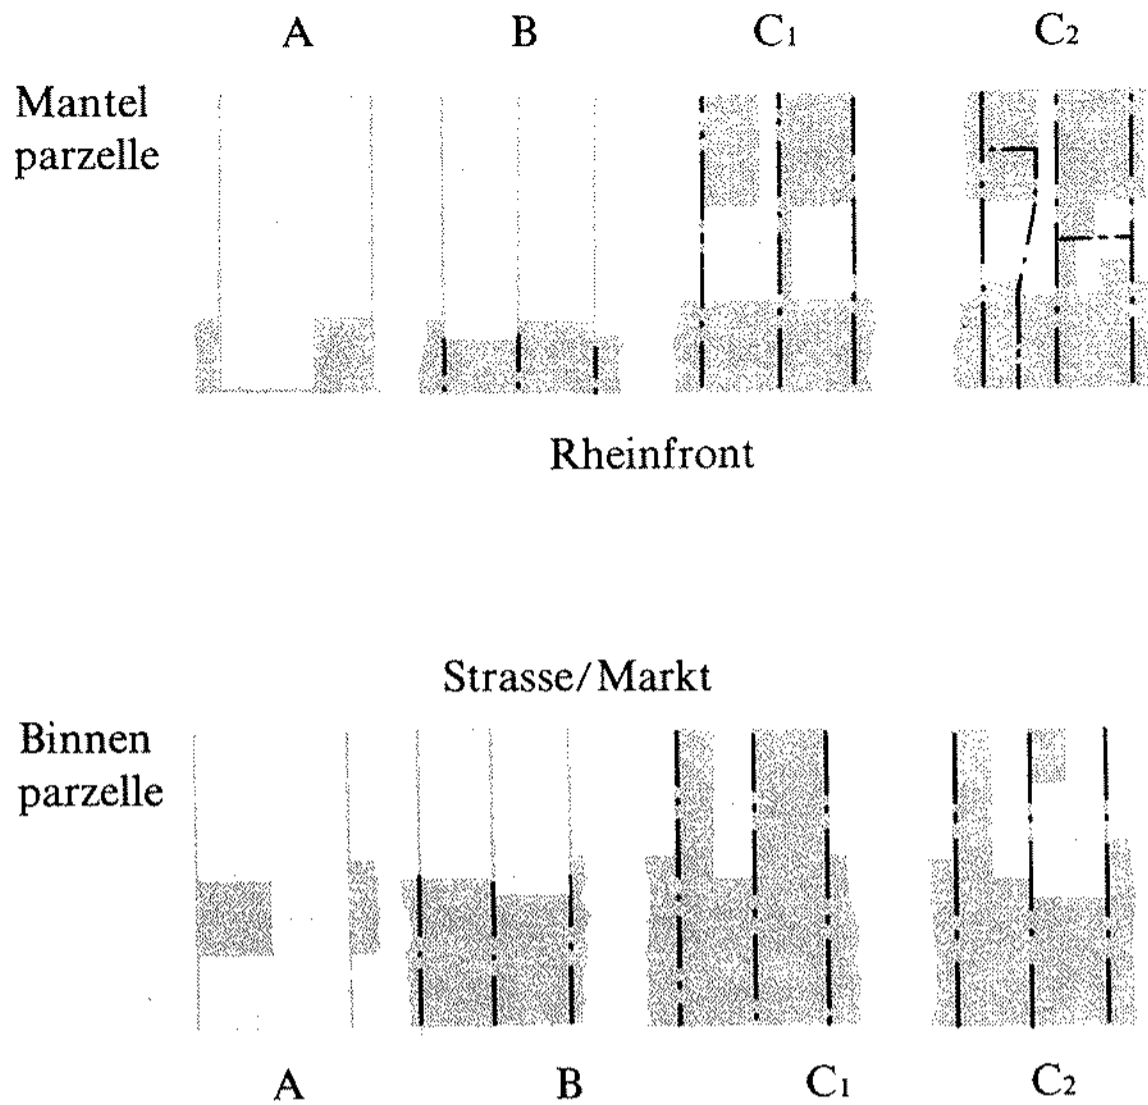 A B C1 C2
Mantel
parzelle
Rheinfront
Strasse/Markt
Binnen
parzelle
A B C1 C2